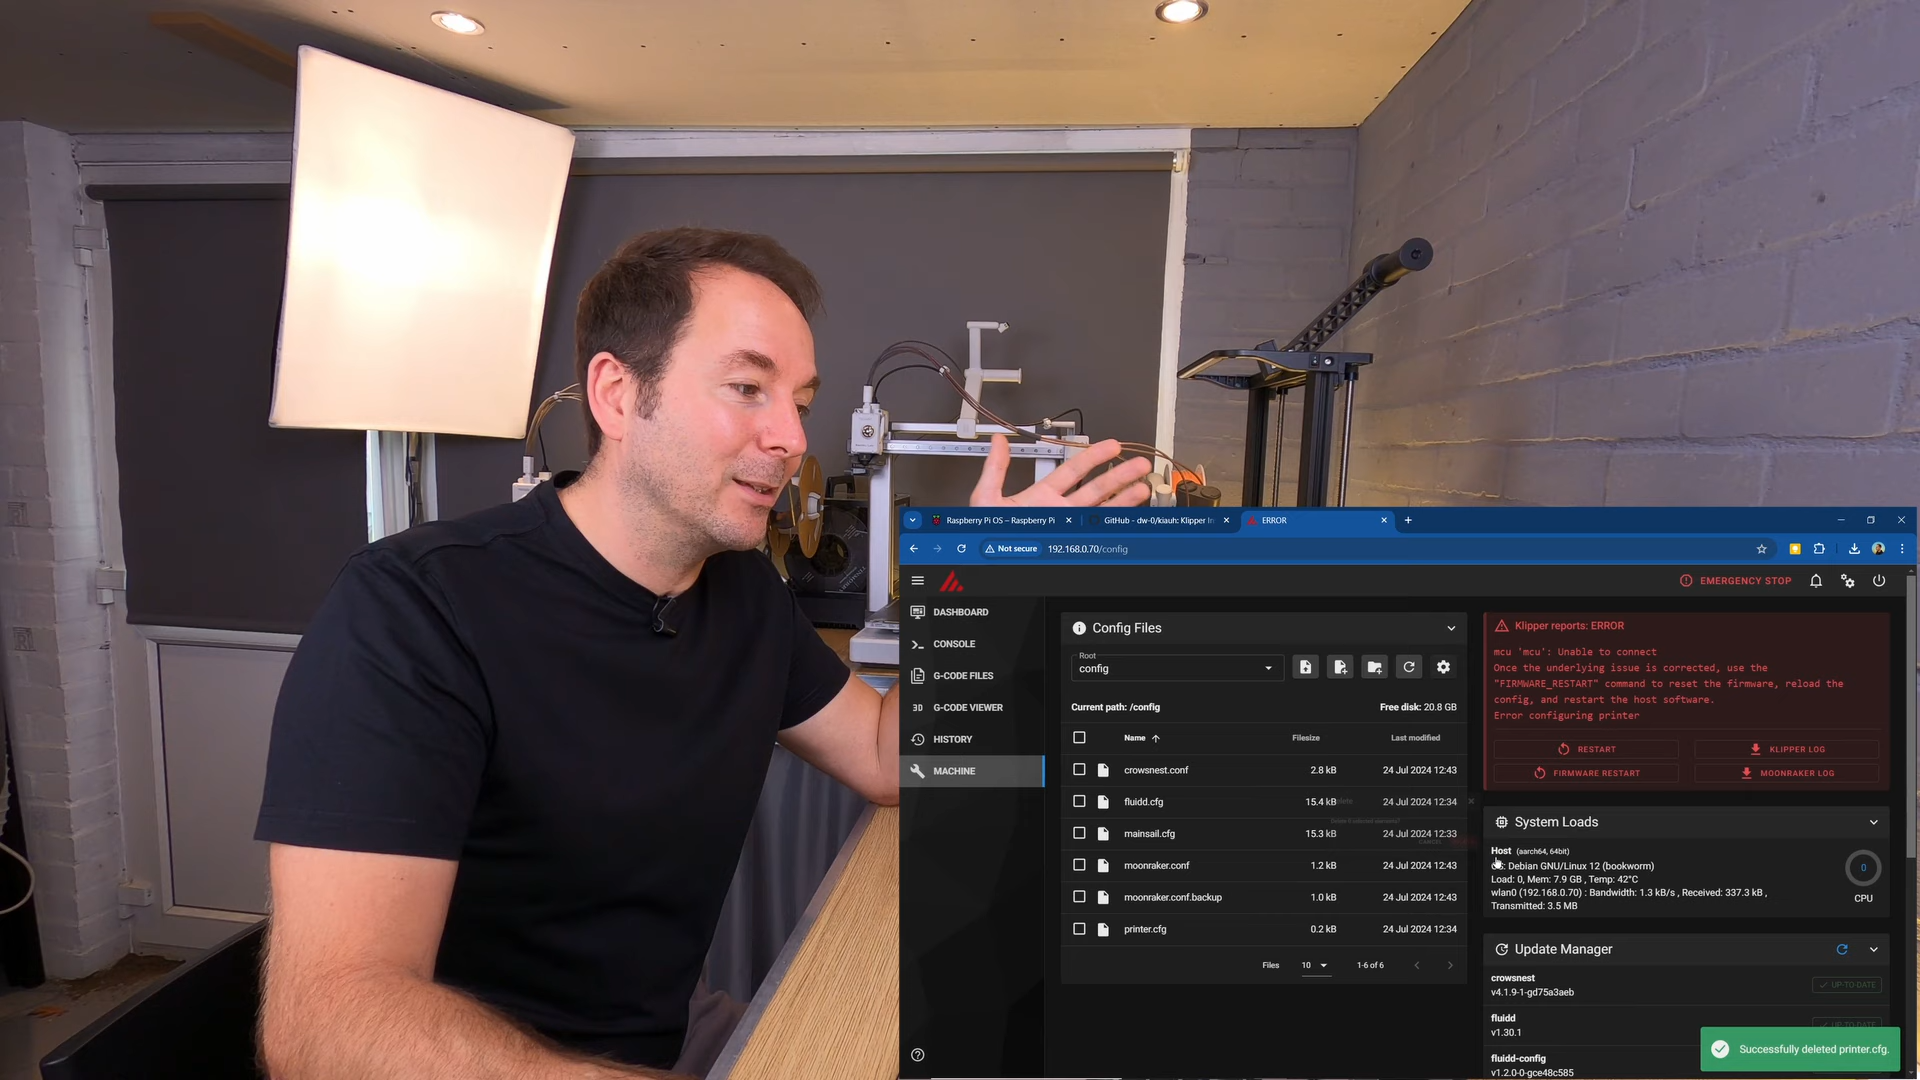 Raspberry Pi OS – Raspberry Pi
GitHub - dw-0/kiauh: Klipper In
ERROR
Not secure
192.168.0.70/config
EMERGENCY STOP
DASHBOARD
CONSOLE
G-CODE FILES
3D
G-CODE VIEWER
HISTORY
MACHINE
Config Files
Root
config
Current path: /config
Free disk: 20.8 GB
Name
Filesize
Last modified
crowsnest.conf
2.8 kB
24 Jul 2024 12:43
fluidd.cfg
15.4 kB
24 Jul 2024 12:34
mainsail.cfg
15.3 kB
24 Jul 2024 12:33
moonraker.conf
1.2 kB
24 Jul 2024 12:43
moonraker.conf.backup
1.0 kB
24 Jul 2024 12:43
printer.cfg
0.2 kB
24 Jul 2024 12:34
CANCEL
Files
10
1-6 of 6
Klipper reports: ERROR
mcu 'mcu': Unable to connect
Once the underlying issue is corrected, use the
"FIRMWARE_RESTART" command to reset the firmware, reload the
config, and restart the host software.
Error configuring printer
RESTART
KLIPPER LOG
FIRMWARE RESTART
MOONRAKER LOG
System Loads
Host (aarch64, 64bit)
Debian GNU/Linux 12 (bookworm)
Load: 0, Mem: 7.9 GB , Temp: 42°C
wlan0 (192.168.0.70) : Bandwidth: 1.3 kB/s , Received: 337.3 kB ,
Transmitted: 3.5 MB
0
CPU
Update Manager
crowsnest
v4.1.9-1-gd75a3aeb
UP-TO-DATE
fluidd
v1.30.1
UP-TO-DATE
fluidd-config
v1.2.0-0-gce48c585
Successfully deleted printer.cfg.